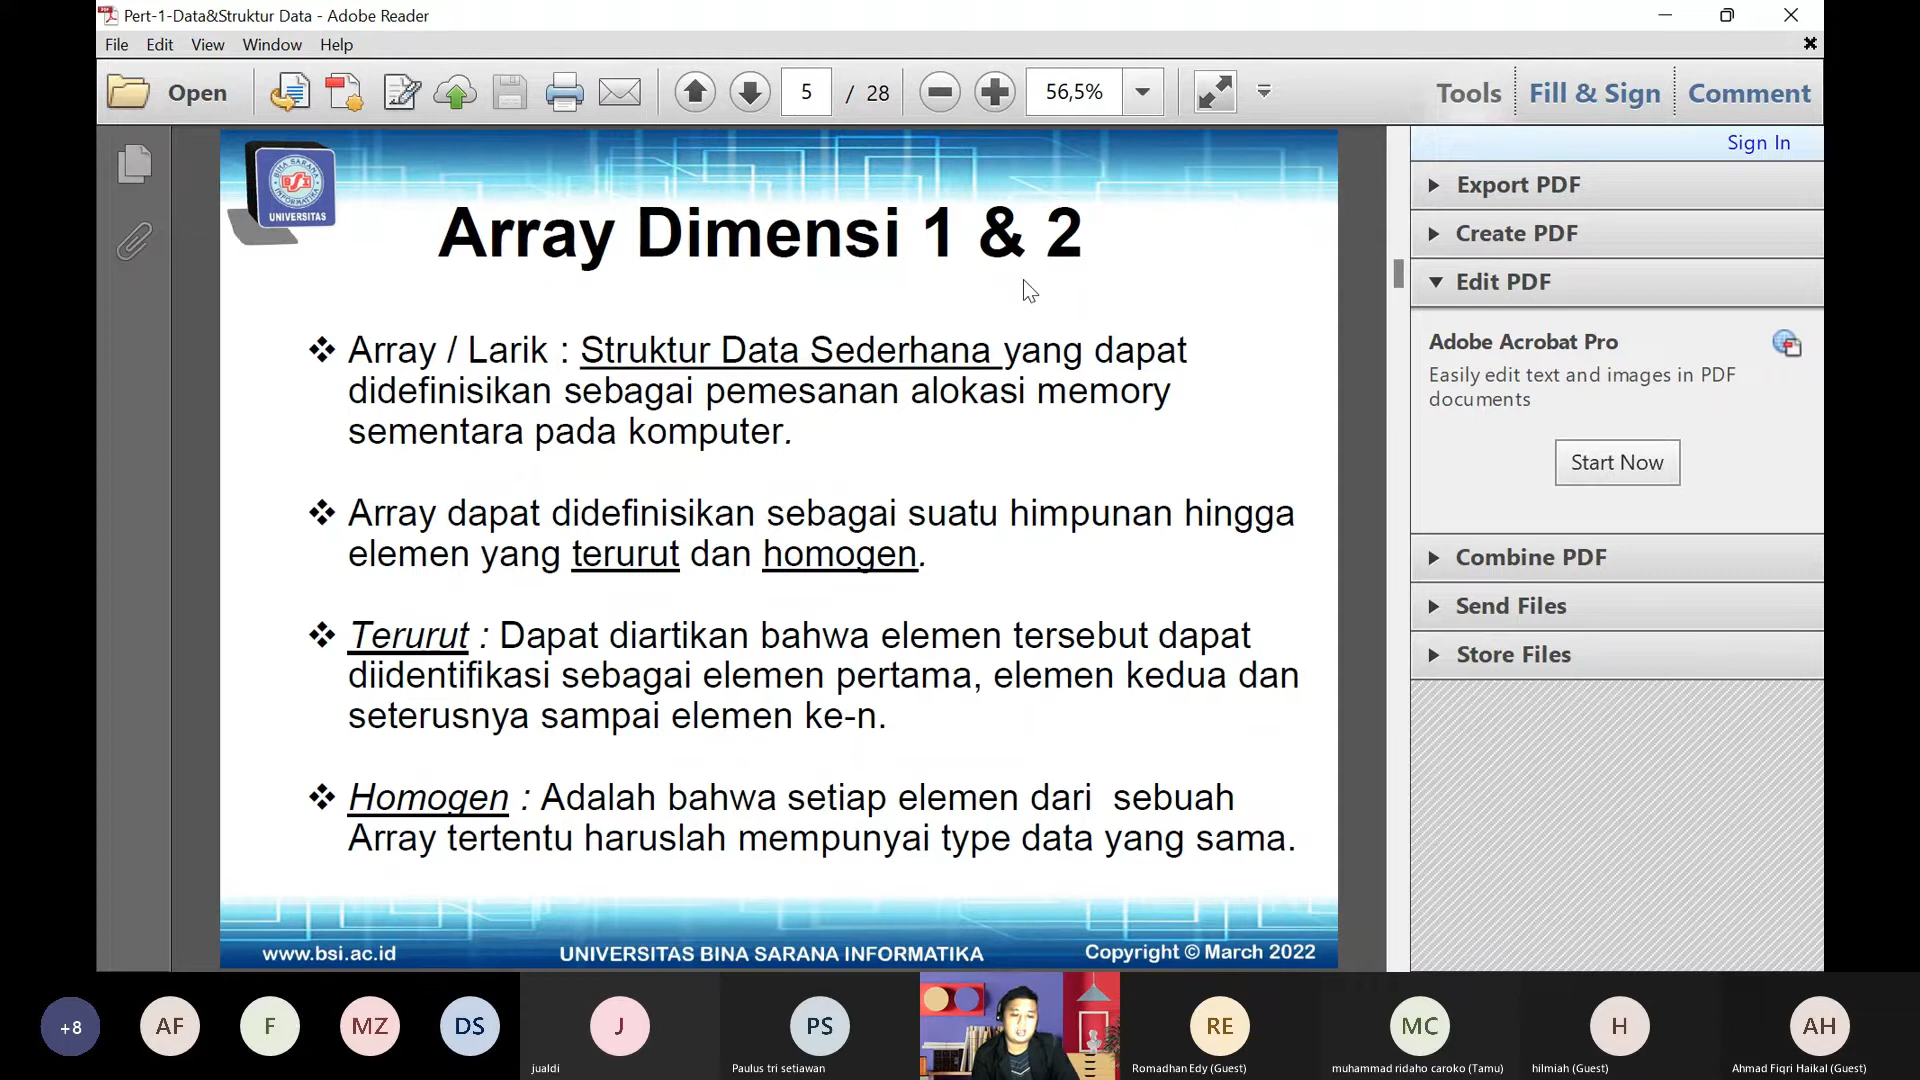 Pert-1-Data&Struktur Data - Adobe Reader
File Edit View Window Help
Open 5 / 28 56,5% Tools Fill & Sign Comment
Sign In
Export PDF
Create PDF
Edit PDF
Adobe Acrobat Pro
Easily edit text and images in PDF
documents
Start Now
Combine PDF
Send Files
Store Files
BINA SARANA INFORMATIKA
BSI
UNIVERSITAS
Array Dimensi 1 & 2
❖ Array / Larik : Struktur Data Sederhana yang dapat
didefinisikan sebagai pemesanan alokasi memory
sementara pada komputer.
❖ Array dapat didefinisikan sebagai suatu himpunan hingga
elemen yang terurut dan homogen.
❖ Terurut : Dapat diartikan bahwa elemen tersebut dapat
diidentifikasi sebagai elemen pertama, elemen kedua dan
seterusnya sampai elemen ke-n.
❖ Homogen : Adalah bahwa setiap elemen dari sebuah
Array tertentu haruslah mempunyai type data yang sama.
www.bsi.ac.id UNIVERSITAS BINA SARANA INFORMATIKA Copyright © March 2022
+8 AF F MZ DS J PS RE MC H AH
jualdi Paulus tri setiawan Romadhan Edy (Guest) muhammad ridaho caroko (Tamu) hilmiah (Guest) Ahmad Fiqri Haikal (Guest)